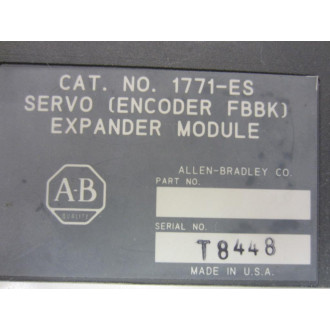 CAT. NO. 1771-ES
SERVO (ENCODER FBBK)
EXPANDER MODULE
A-B
QUALITY
ALLEN-BRADLEY CO.
PART NO.
SERIAL NO.
T8448
MADE IN U.S.A.